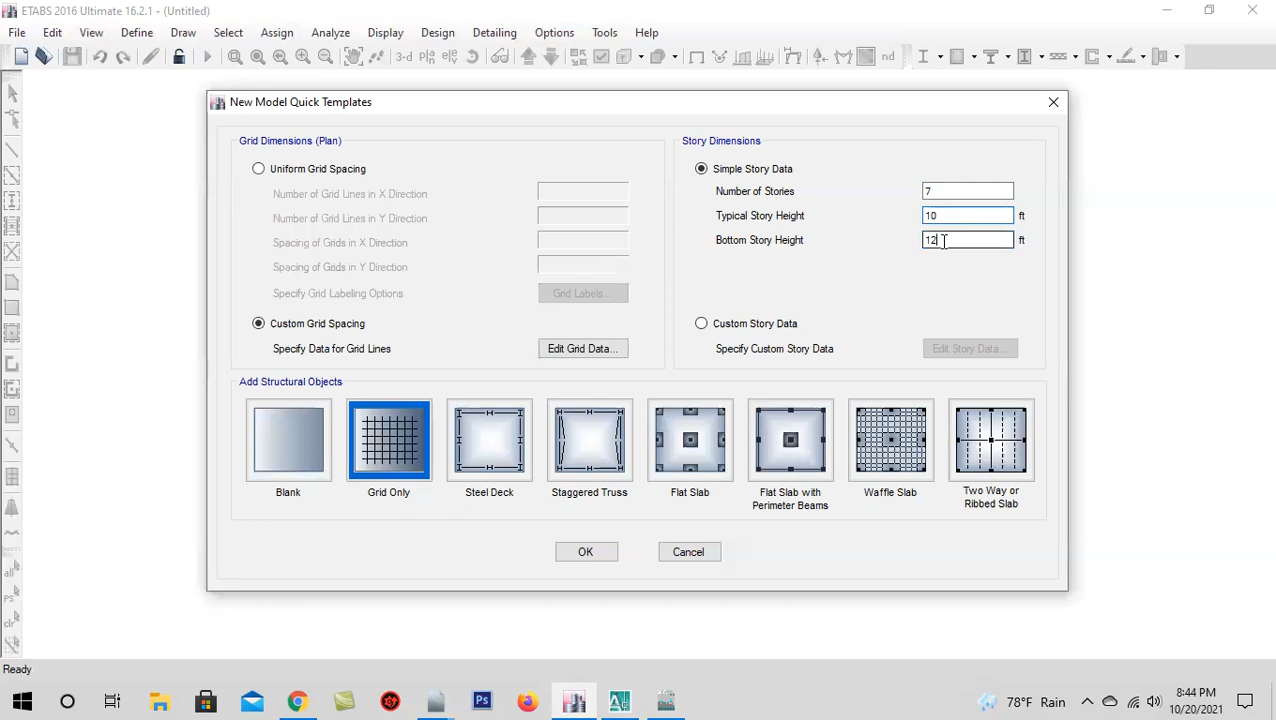 ETABS 2016 Ultimate 16.2.1 - (Untitled)
File Edit View Define Draw Select Assign Analyze Display Design Detailing Options Tools Help
3-d nd
New Model Quick Templates
Grid Dimensions (Plan)
Uniform Grid Spacing
Number of Grid Lines in X Direction
Number of Grid Lines in Y Direction
Spacing of Grids in X Direction
Spacing of Grids in Y Direction
Specify Grid Labeling Options Grid Labels...
Custom Grid Spacing
Specify Data for Grid Lines Edit Grid Data...
Story Dimensions
Simple Story Data
Number of Stories 7
Typical Story Height 10 ft
Bottom Story Height 12 ft
Custom Story Data
Specify Custom Story Data Edit Story Data...
Add Structural Objects
Blank
Grid Only
Steel Deck
Staggered Truss
Flat Slab
Flat Slab with
Perimeter Beams
Waffle Slab
Two Way or
Ribbed Slab
OK Cancel
all
PS
clr
Ready
Ps
78°F Rain
8:44 PM
10/20/2021